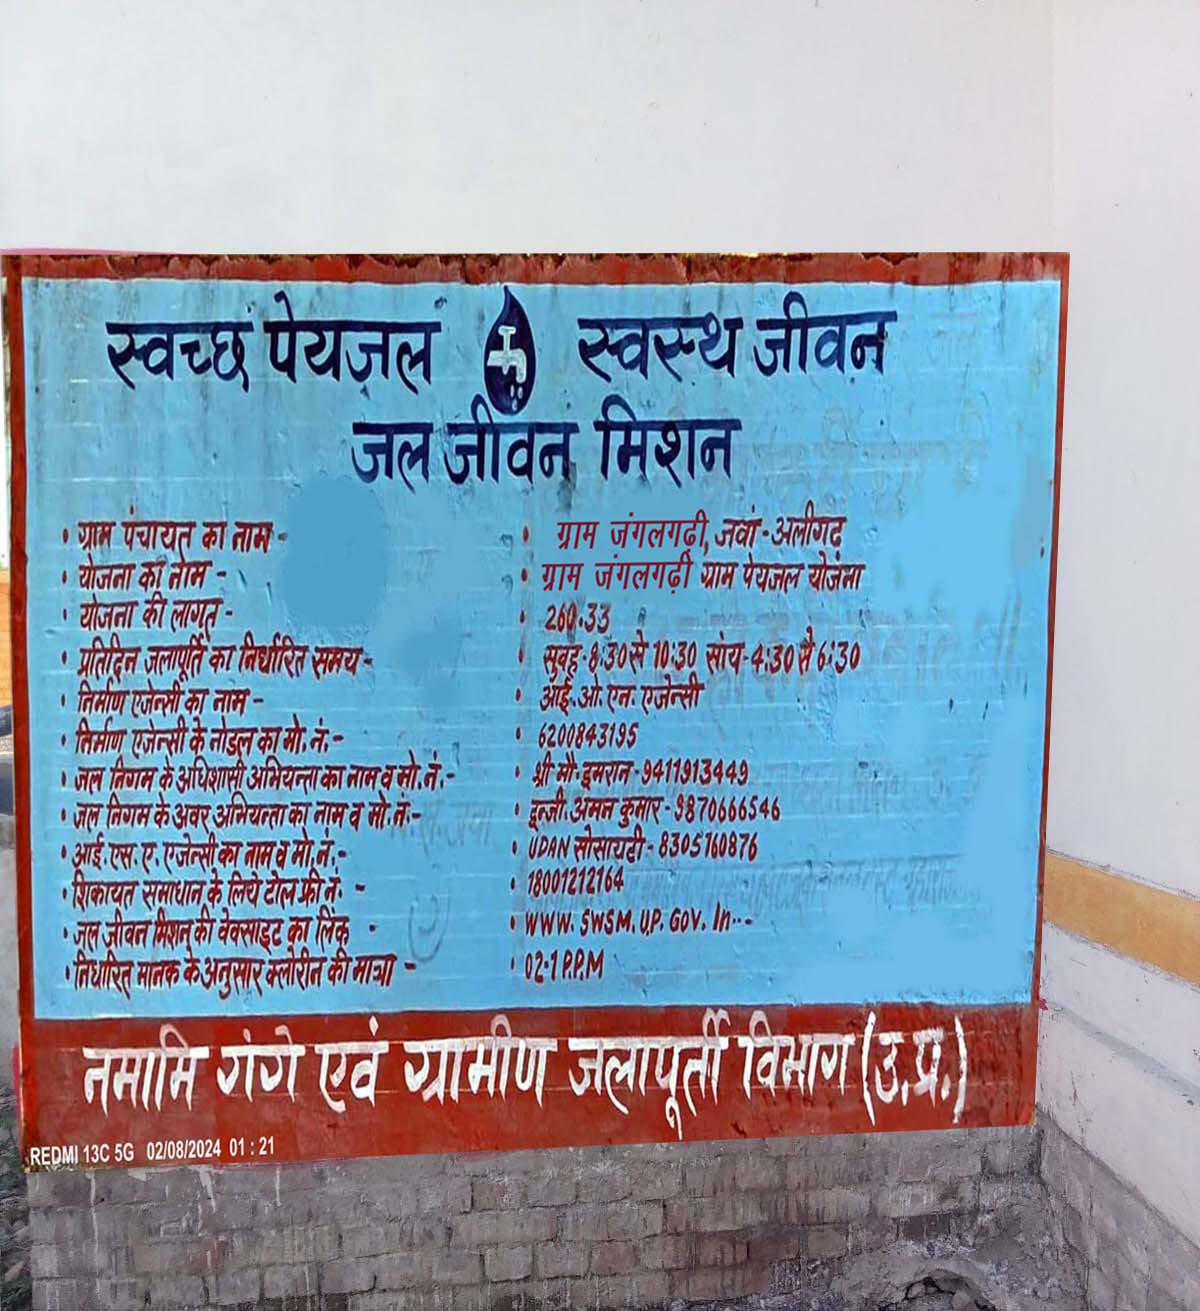 स्वच्छ पेयजल स्वस्थ जीवन
जल जीवन मिशन
• ग्राम पंचायत का नाम - • ग्राम जंगलगढ़ी, जवां - अलीगढ़
• योजना का नाम - • ग्राम जंगलगढ़ी ग्राम पेयजल योजना
• योजना की लागत - • 260.33
• प्रतिदिन जलापूर्ति का निर्धारित समय - • सुवह - 8:30 से 10:30 सांय - 4:30 से 6:30
• निर्माण एजेन्सी का नाम - • आई. ओ. एन. एजेन्सी
• निर्माण एजेन्सी के नोडल का मो. नं. - • 6200843195
• जल निगम के अधिशासी अभियन्ता का नाम व मो. नं. - • श्री मौ. इमरान - 9411913449
• जल निगम के अवर अभियन्ता का नाम व मो. नं. - • इन्जी. अमन कुमार - 9870666546
• आई. एस. ए. एजेन्सी का नाम व मो. नं. - • UDAN सोसायटी - 8305160876
• शिकायत समाधान के लिये टोल फ्री नं. - • 18001212164
• जल जीवन मिशन की वेक्साइट का लिंक - • WWW. SWSM. UP. GOV. In -
• निर्धारित मानक के अनुसार क्लोरीन की मात्रा - • 02-1 P.P.M
नमामि गंगे एवं ग्रामीण जलापूर्ती विभाग (उ.प्र.)
REDMI 13C 5G 02/08/2024 01 : 21